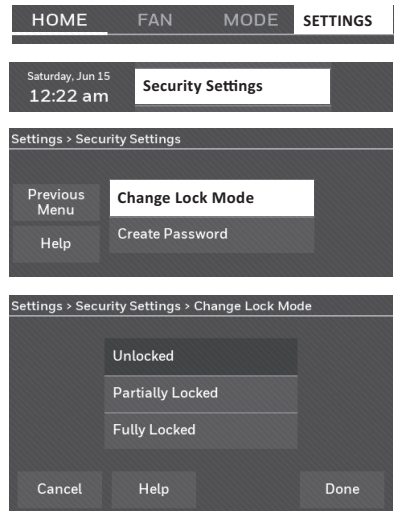 HOME FAN MODE SETTINGS
Saturday, Jun 15
12:22 am
Security Settings
Settings > Security Settings
Previous Menu
Help
Change Lock Mode
Create Password
Settings > Security Settings > Change Lock Mode
Unlocked
Partially Locked
Fully Locked
Cancel Help Done